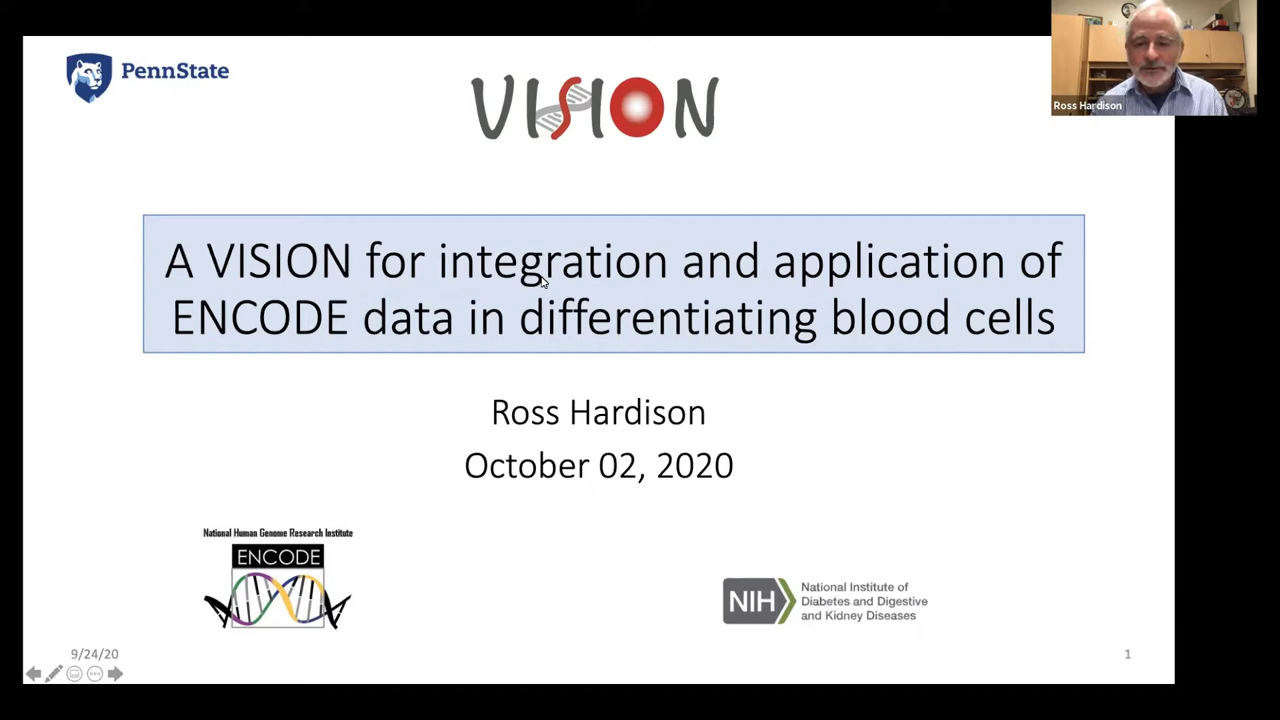 PennState
VISION
Ross Hardison
A VISION for integration and application of
ENCODE data in differentiating blood cells
Ross Hardison
October 02, 2020
National Human Genome Research Institute
ENCODE
NIH
National Institute of
Diabetes and Digestive
and Kidney Diseases
9/24/20
1